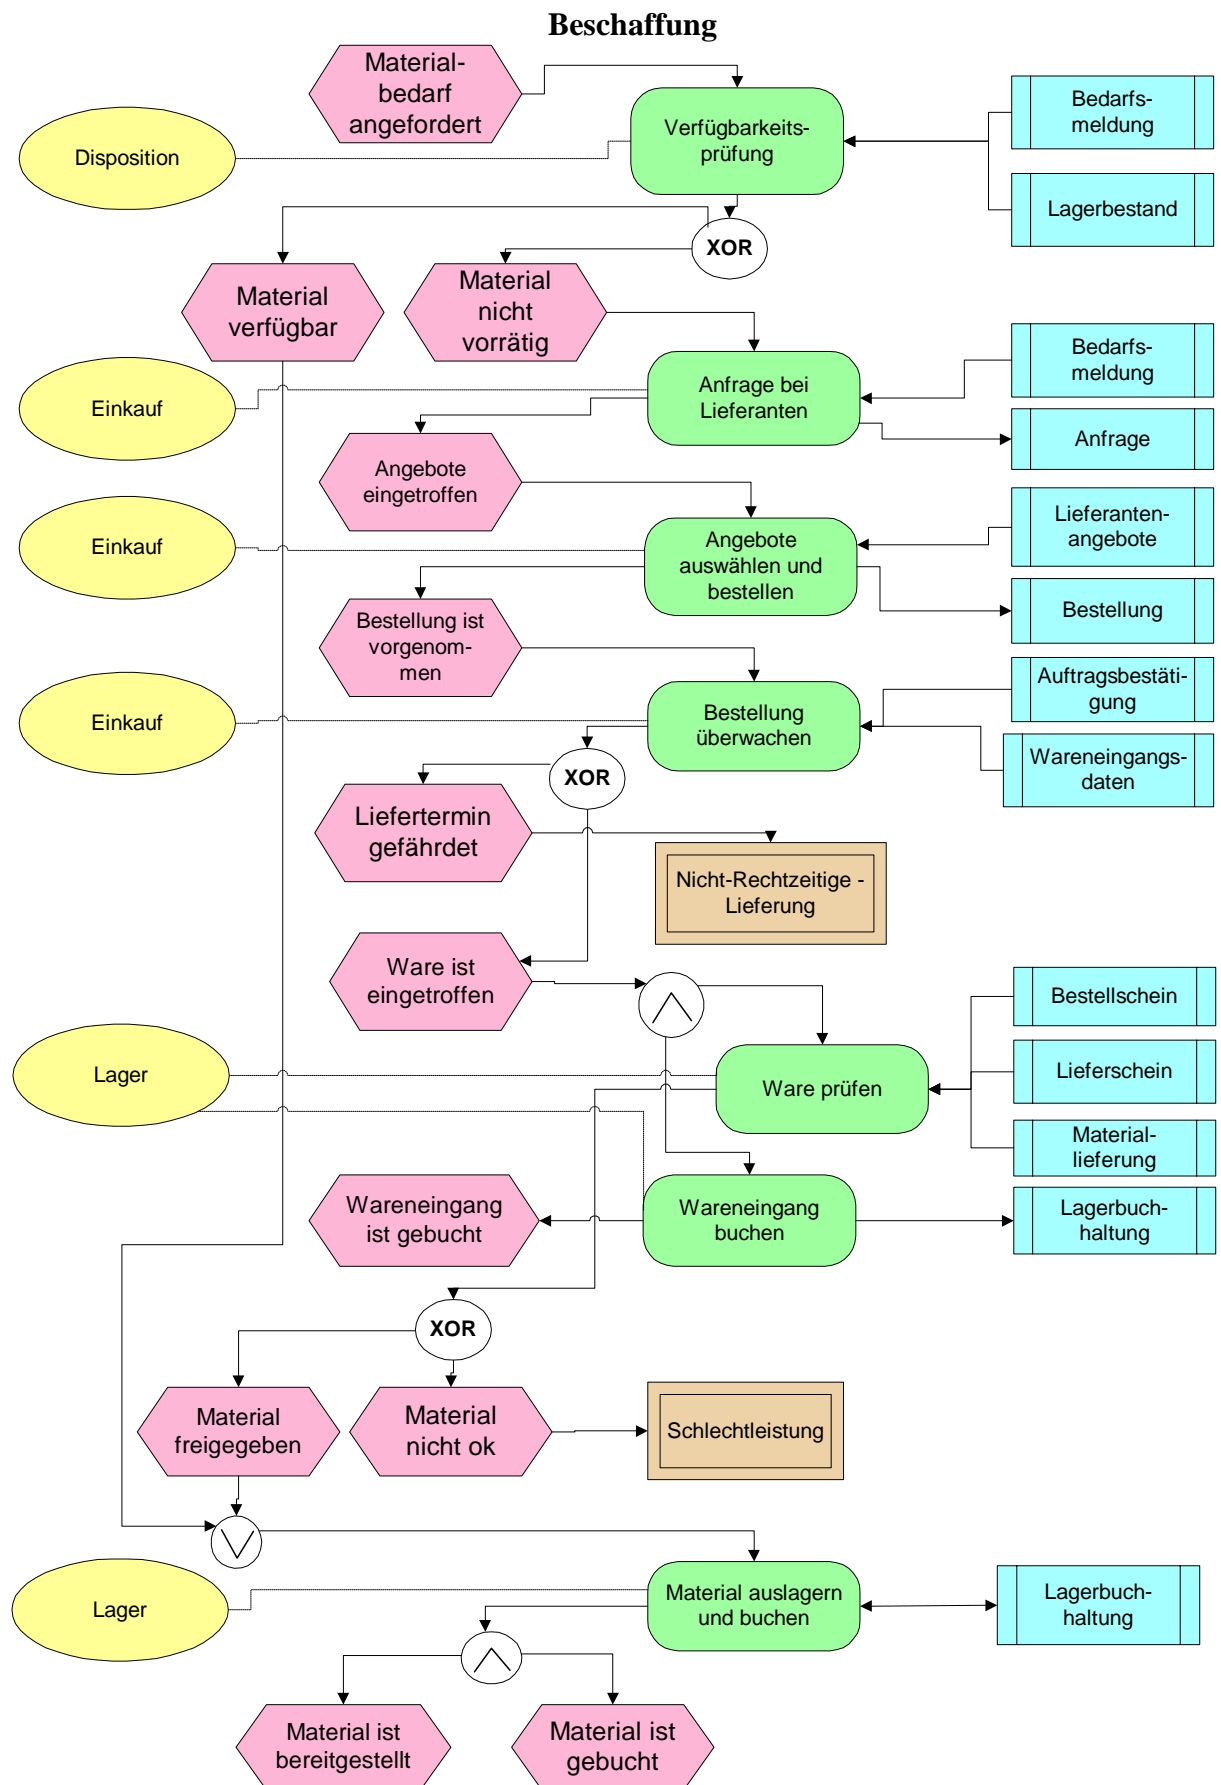 Beschaffung
Material-
bedarf
angefordert
Verfügbarkeits-
prüfung
Bedarfs-
meldung
Disposition
Lagerbestand
XOR
Material
verfügbar
Material
nicht
vorrätig
Bedarfs-
meldung
Einkauf
Anfrage bei
Lieferanten
Anfrage
Angebote
eingetroffen
Lieferanten-
angebote
Einkauf
Angebote
auswählen und
bestellen
Bestellung
Bestellung ist
vorgenom-
men
Auftragsbestäti-
gung
Einkauf
Bestellung
überwachen
Wareneingangs-
daten
XOR
Liefertermin
gefährdet
Nicht-Rechtzeitige -
Lieferung
Ware ist
eingetroffen
Bestellschein
Lager
Ware prüfen
Lieferschein
Material-
lieferung
Wareneingang
ist gebucht
Wareneingang
buchen
Lagerbuch-
haltung
XOR
Material
freigegeben
Material
nicht ok
Schlechtleistung
Lager
Material auslagern
und buchen
Lagerbuch-
haltung
Material ist
bereitgestellt
Material ist
gebucht